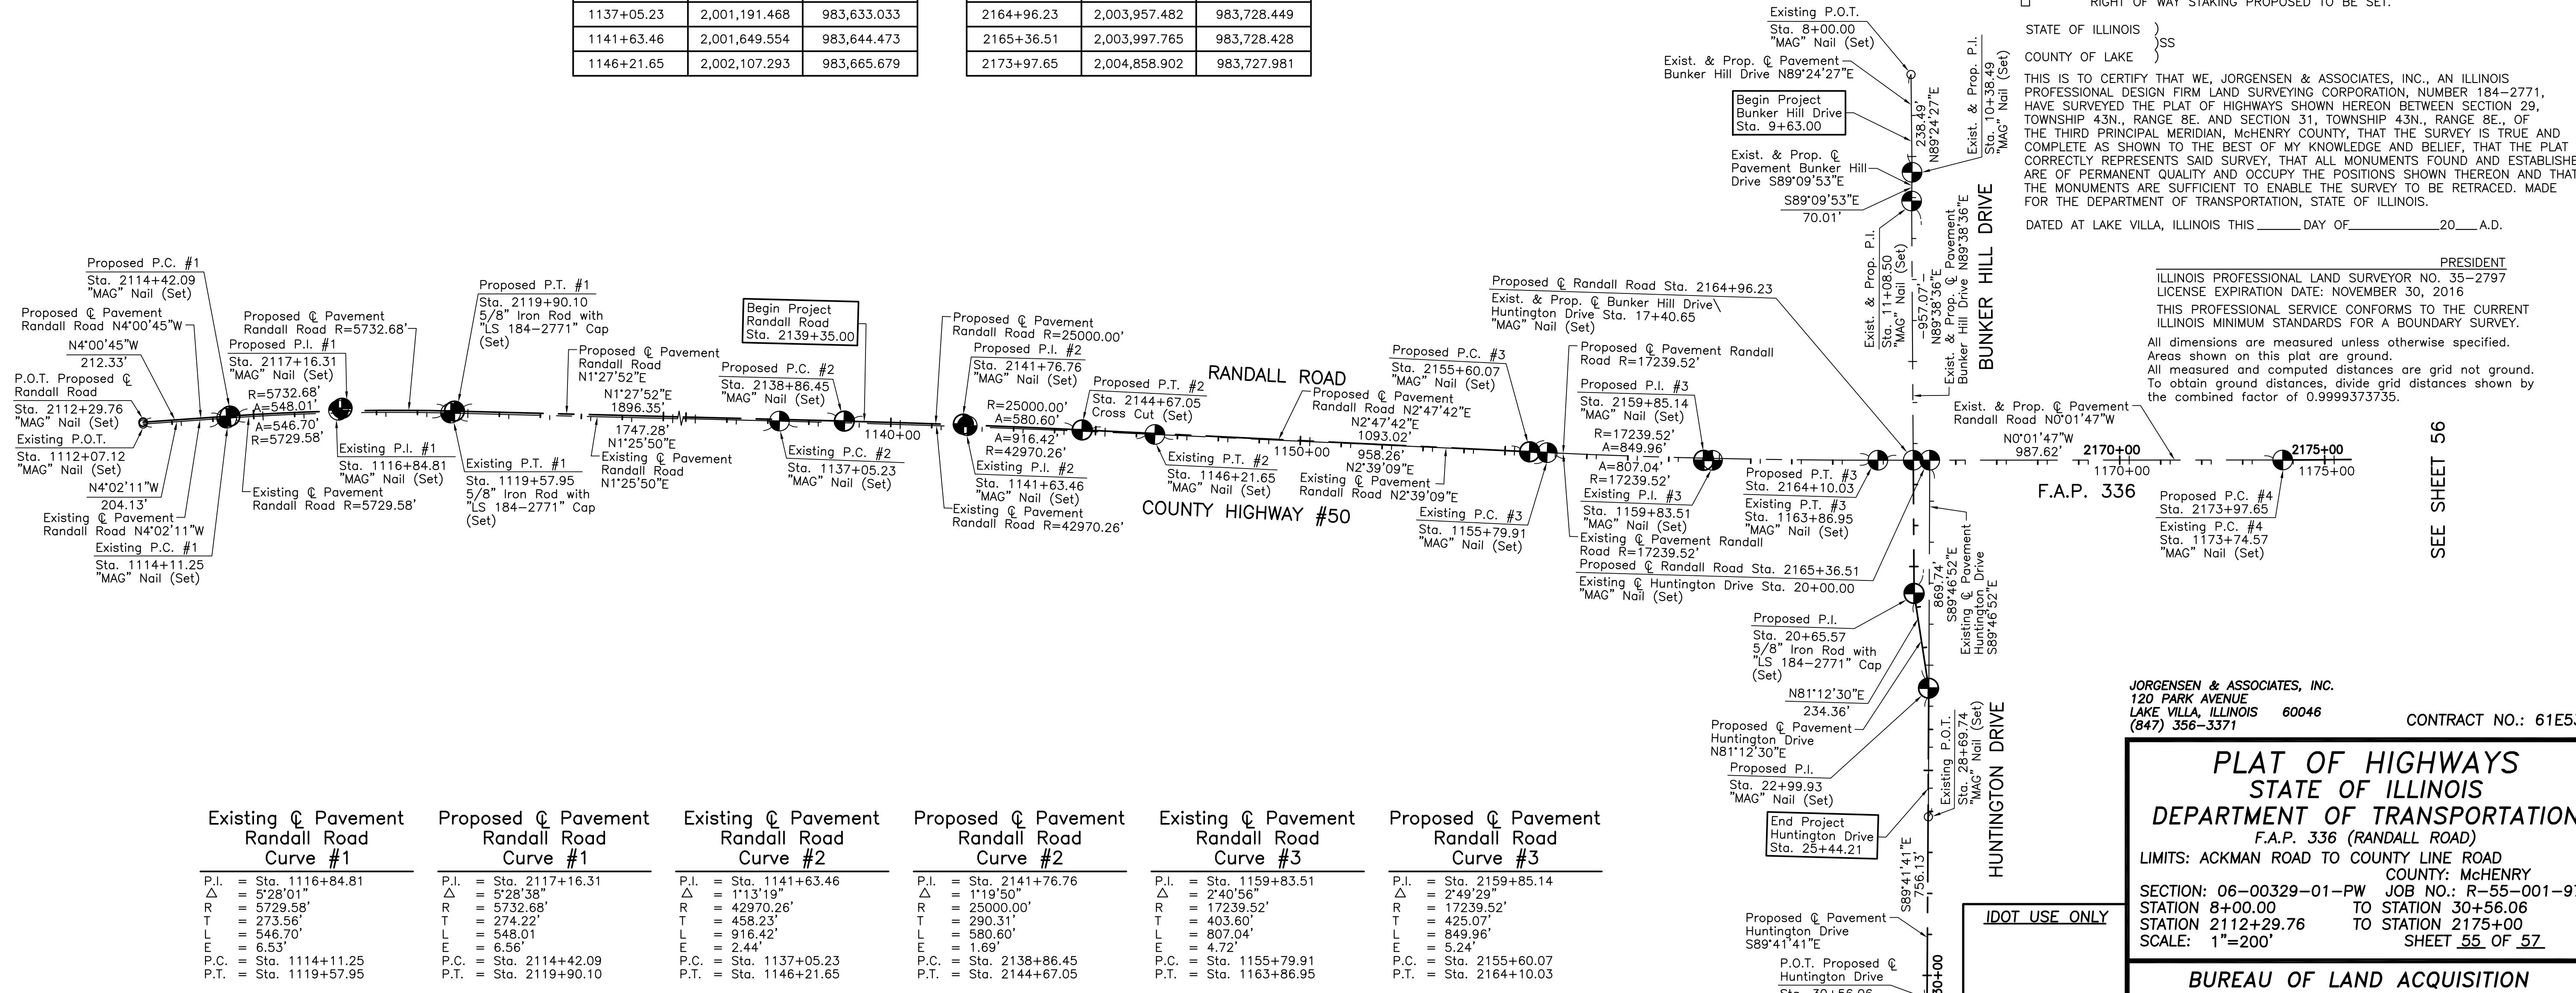 1137+05.23 2,001,191.468 983,633.033
1141+63.46 2,001,649.554 983,644.473
1146+21.65 2,002,107.293 983,665.679
2164+96.23 2,003,957.482 983,728.449
2165+36.51 2,003,997.765 983,728.428
2173+97.65 2,004,858.902 983,727.981
Existing P.O.T.
Sta. 8+00.00
"MAG" Nail (Set)
Exist. & Prop. ℄ Pavement
Bunker Hill Drive N89°24'27"E
Begin Project
Bunker Hill Drive
Sta. 9+63.00
Exist. & Prop. ℄
Pavement Bunker Hill
Drive S89°09'53"E
S89°09'53"E
70.01'
238.49'
N89°24'27"E
Exist. & Prop. P.I.
Sta. 10+38.49
"MAG" Nail (Set)
Exist. & Prop. P.I.
Sta. 11+08.50
"MAG" Nail (Set)
957.07'
N89°38'36"E
Exist. & Prop. ℄ Pavement
Bunker Hill Drive N89°38'36"E
BUNKER HILL DRIVE
RIGHT OF WAY STAKING PROPOSED TO BE SET.
STATE OF ILLINOIS )
)SS
COUNTY OF LAKE )
THIS IS TO CERTIFY THAT WE, JORGENSEN & ASSOCIATES, INC., AN ILLINOIS
PROFESSIONAL DESIGN FIRM LAND SURVEYING CORPORATION, NUMBER 184-2771,
HAVE SURVEYED THE PLAT OF HIGHWAYS SHOWN HEREON BETWEEN SECTION 29,
TOWNSHIP 43N., RANGE 8E. AND SECTION 31, TOWNSHIP 43N., RANGE 8E., OF
THE THIRD PRINCIPAL MERIDIAN, McHENRY COUNTY, THAT THE SURVEY IS TRUE AND
COMPLETE AS SHOWN TO THE BEST OF MY KNOWLEDGE AND BELIEF, THAT THE PLAT
CORRECTLY REPRESENTS SAID SURVEY, THAT ALL MONUMENTS FOUND AND ESTABLISHE
ARE OF PERMANENT QUALITY AND OCCUPY THE POSITIONS SHOWN THEREON AND THAT
THE MONUMENTS ARE SUFFICIENT TO ENABLE THE SURVEY TO BE RETRACED. MADE
FOR THE DEPARTMENT OF TRANSPORTATION, STATE OF ILLINOIS.
DATED AT LAKE VILLA, ILLINOIS THIS ______ DAY OF ____________ 20___ A.D.
PRESIDENT
ILLINOIS PROFESSIONAL LAND SURVEYOR NO. 35-2797
LICENSE EXPIRATION DATE: NOVEMBER 30, 2016
THIS PROFESSIONAL SERVICE CONFORMS TO THE CURRENT
ILLINOIS MINIMUM STANDARDS FOR A BOUNDARY SURVEY.
All dimensions are measured unless otherwise specified.
Areas shown on this plat are ground.
All measured and computed distances are grid not ground.
To obtain ground distances, divide grid distances shown by
the combined factor of 0.9999373735.
Proposed P.C. #1
Sta. 2114+42.09
"MAG" Nail (Set)
Proposed ℄ Pavement
Randall Road N4°00'45"W
N4°00'45"W
212.33'
P.O.T. Proposed ℄
Randall Road
Sta. 2112+29.76
"MAG" Nail (Set)
Existing P.O.T.
Sta. 1112+07.12
"MAG" Nail (Set)
N4°02'11"W
204.13'
Existing ℄ Pavement
Randall Road N4°02'11"W
Existing P.C. #1
Sta. 1114+11.25
"MAG" Nail (Set)
Proposed ℄ Pavement
Randall Road R=5732.68'
Proposed P.I. #1
Sta. 2117+16.31
"MAG" Nail (Set)
R=5732.68'
A=548.01'
A=546.70'
R=5729.58'
Existing ℄ Pavement
Randall Road R=5729.58'
Existing P.I. #1
Sta. 1116+84.81
"MAG" Nail (Set)
Proposed P.T. #1
Sta. 2119+90.10
5/8" Iron Rod with
"LS 184-2771" Cap
(Set)
Existing P.T. #1
Sta. 1119+57.95
5/8" Iron Rod with
"LS 184-2771" Cap
(Set)
Proposed ℄ Pavement
Randall Road
N1°27'52"E
N1°27'52"E
1896.35'
1747.28'
N1°25'50"E
Existing ℄ Pavement
Randall Road
N1°25'50"E
Begin Project
Randall Road
Sta. 2139+35.00
Proposed P.C. #2
Sta. 2138+86.45
"MAG" Nail (Set)
Existing P.C. #2
Sta. 1137+05.23
"MAG" Nail (Set)
1140+00
Proposed ℄ Pavement
Randall Road R=25000.00'
Proposed P.I. #2
Sta. 2141+76.76
"MAG" Nail (Set)
R=25000.00'
A=580.60'
A=916.42'
R=42970.26'
Existing P.I. #2
Sta. 1141+63.46
"MAG" Nail (Set)
Existing ℄ Pavement
Randall Road R=42970.26'
Proposed P.T. #2
Sta. 2144+67.05
Cross Cut (Set)
Existing P.T. #2
Sta. 1146+21.65
"MAG" Nail (Set)
RANDALL ROAD
COUNTY HIGHWAY #50
1150+00
Proposed ℄ Pavement
Randall Road N2°47'42"E
N2°47'42"E
1093.02'
958.26'
N2°39'09"E
Existing ℄ Pavement
Randall Road N2°39'09"E
Proposed P.C. #3
Sta. 2155+60.07
"MAG" Nail (Set)
Existing P.C. #3
Sta. 1155+79.91
"MAG" Nail (Set)
Proposed ℄ Randall Road Sta. 2164+96.23
Exist. & Prop. ℄ Bunker Hill Drive\
Huntington Drive Sta. 17+40.65
"MAG" Nail (Set)
Proposed ℄ Pavement Randall
Road R=17239.52'
Proposed P.I. #3
Sta. 2159+85.14
"MAG" Nail (Set)
R=17239.52'
A=849.96'
A=807.04'
R=17239.52'
Existing P.I. #3
Sta. 1159+83.51
"MAG" Nail (Set)
Existing ℄ Pavement Randall
Road R=17239.52'
Proposed ℄ Randall Road Sta. 2165+36.51
Existing ℄ Huntington Drive Sta. 20+00.00
"MAG" Nail (Set)
Proposed P.T. #3
Sta. 2164+10.03
Existing P.T. #3
Sta. 1163+86.95
"MAG" Nail (Set)
Exist. & Prop. ℄ Pavement
Randall Road N0°01'47"W
N0°01'47"W
987.62'
2170+00
1170+00
2175+00
1175+00
F.A.P. 336
Proposed P.C. #4
Sta. 2173+97.65
Existing P.C. #4
Sta. 1173+74.57
"MAG" Nail (Set)
SEE SHEET 56
869.74'
S89°46'52"E
Existing ℄ Pavement
Huntington Drive
S89°46'52"E
Proposed P.I.
Sta. 20+65.57
5/8" Iron Rod with
"LS 184-2771" Cap
(Set)
N81°12'30"E
234.36'
Proposed ℄ Pavement
Huntington Drive
N81°12'30"E
Proposed P.I.
Sta. 22+99.93
"MAG" Nail (Set)
End Project
Huntington Drive
Sta. 25+44.21
Existing P.O.T.
Sta. 28+69.74
"MAG" Nail (Set)
HUNTINGTON DRIVE
S89°41'41"E
756.13'
Proposed ℄ Pavement
Huntington Drive
S89°41'41"E
P.O.T. Proposed ℄
Huntington Drive
Sta. 30+56.06
30+00
Existing ℄ Pavement
Randall Road
Curve #1
P.I. = Sta. 1116+84.81
△ = 5°28'01"
R = 5729.58'
T = 273.56'
L = 546.70'
E = 6.53'
P.C. = Sta. 1114+11.25
P.T. = Sta. 1119+57.95
Proposed ℄ Pavement
Randall Road
Curve #1
P.I. = Sta. 2117+16.31
△ = 5°28'38"
R = 5732.68'
T = 274.22'
L = 548.01
E = 6.56'
P.C. = Sta. 2114+42.09
P.T. = Sta. 2119+90.10
Existing ℄ Pavement
Randall Road
Curve #2
P.I. = Sta. 1141+63.46
△ = 1°13'19"
R = 42970.26'
T = 458.23'
L = 916.42'
E = 2.44'
P.C. = Sta. 1137+05.23
P.T. = Sta. 1146+21.65
Proposed ℄ Pavement
Randall Road
Curve #2
P.I. = Sta. 2141+76.76
△ = 1°19'50"
R = 25000.00'
T = 290.31'
L = 580.60'
E = 1.69'
P.C. = Sta. 2138+86.45
P.T. = Sta. 2144+67.05
Existing ℄ Pavement
Randall Road
Curve #3
P.I. = Sta. 1159+83.51
△ = 2°40'56"
R = 17239.52'
T = 403.60'
L = 807.04'
E = 4.72'
P.C. = Sta. 1155+79.91
P.T. = Sta. 1163+86.95
Proposed ℄ Pavement
Randall Road
Curve #3
P.I. = Sta. 2159+85.14
△ = 2°49'29"
R = 17239.52'
T = 425.07'
L = 849.96'
E = 5.24'
P.C. = Sta. 2155+60.07
P.T. = Sta. 2164+10.03
JORGENSEN & ASSOCIATES, INC.
120 PARK AVENUE
LAKE VILLA, ILLINOIS 60046
(847) 356-3371
CONTRACT NO.: 61E5
PLAT OF HIGHWAYS
STATE OF ILLINOIS
DEPARTMENT OF TRANSPORTATION
F.A.P. 336 (RANDALL ROAD)
LIMITS: ACKMAN ROAD TO COUNTY LINE ROAD
COUNTY: McHENRY
SECTION: 06-00329-01-PW JOB NO.: R-55-001-9
STATION 8+00.00 TO STATION 30+56.06
STATION 2112+29.76 TO STATION 2175+00
SCALE: 1"=200' SHEET 55 OF 57
IDOT USE ONLY
BUREAU OF LAND ACQUISITION